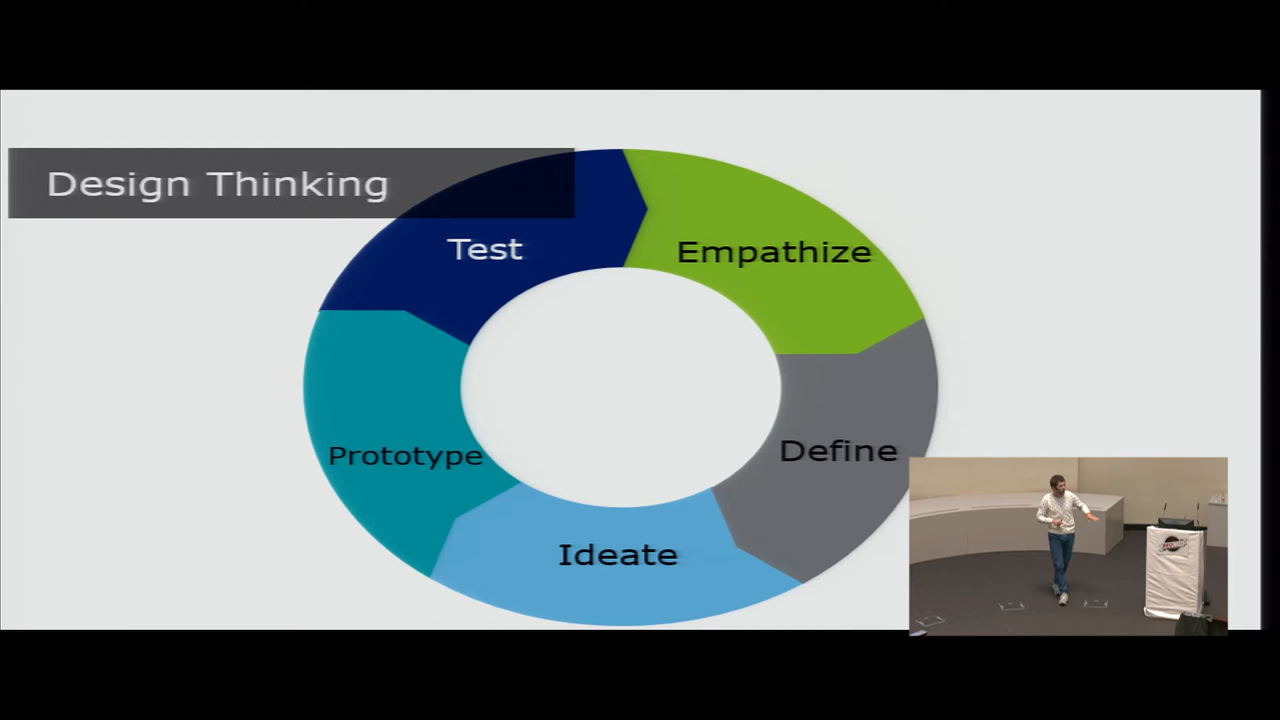 Design Thinking
Test
Empathize
Prototype
Define
Ideate